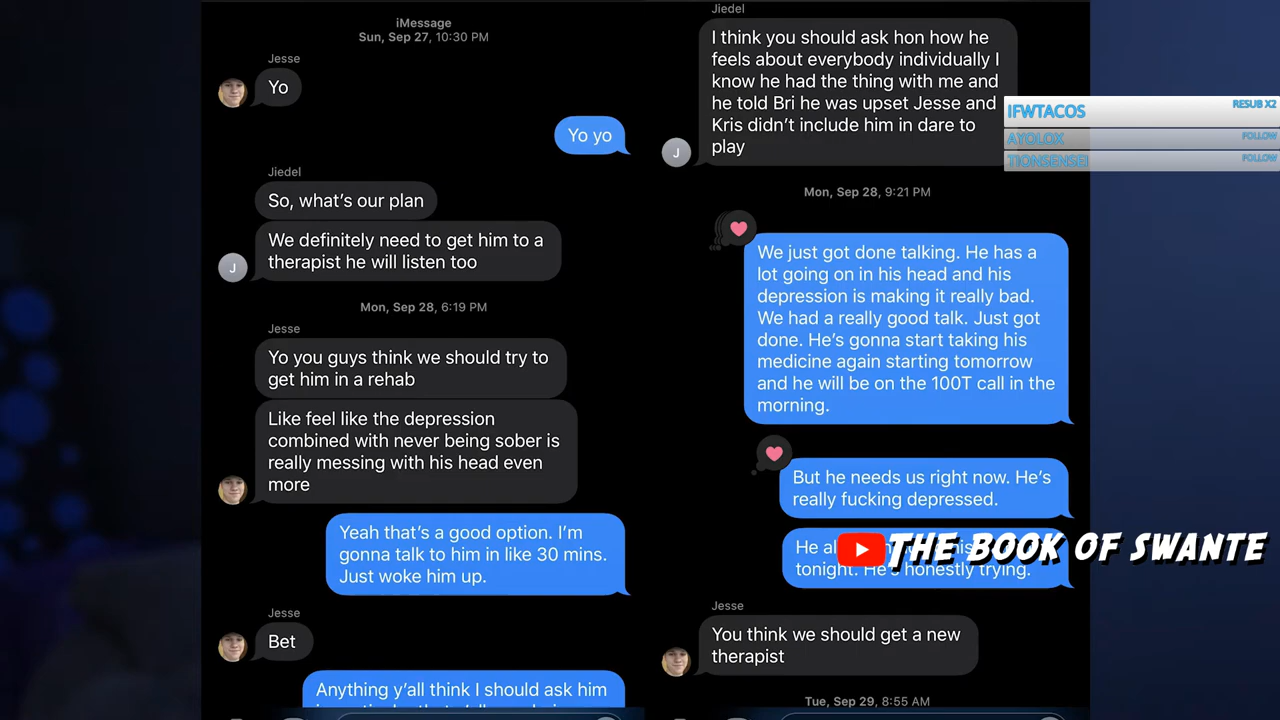 iMessage
Sun, Sep 27, 10:30 PM
Jesse
Yo
Yo yo
Jiedel
So, what's our plan
We definitely need to get him to a
therapist he will listen too
J
Mon, Sep 28, 6:19 PM
Jesse
Yo you guys think we should try to
get him in a rehab
Like feel like the depression
combined with never being sober is
really messing with his head even
more
Yeah that's a good option. I'm
gonna talk to him in like 30 mins.
Just woke him up.
Jesse
Bet
Anything y'all think I should ask him
Jiedel
I think you should ask hon how he
feels about everybody individually I
know he had the thing with me and
he told Bri he was upset Jesse and
Kris didn't include him in dare to
play
J
Mon, Sep 28, 9:21 PM
We just got done talking. He has a
lot going on in his head and his
depression is making it really bad.
We had a really good talk. Just got
done. He's gonna start taking his
medicine again starting tomorrow
and he will be on the 100T call in the
morning.
But he needs us right now. He's
really fucking depressed.
He
tonight. He's honestly trying.
Jesse
You think we should get a new
therapist
Tue, Sep 29, 8:55 AM
IFWTACOS RESUB X2
AYOLOX FOLLOW
TIONSENSEI FOLLOW
THE BOOK OF SWANTE